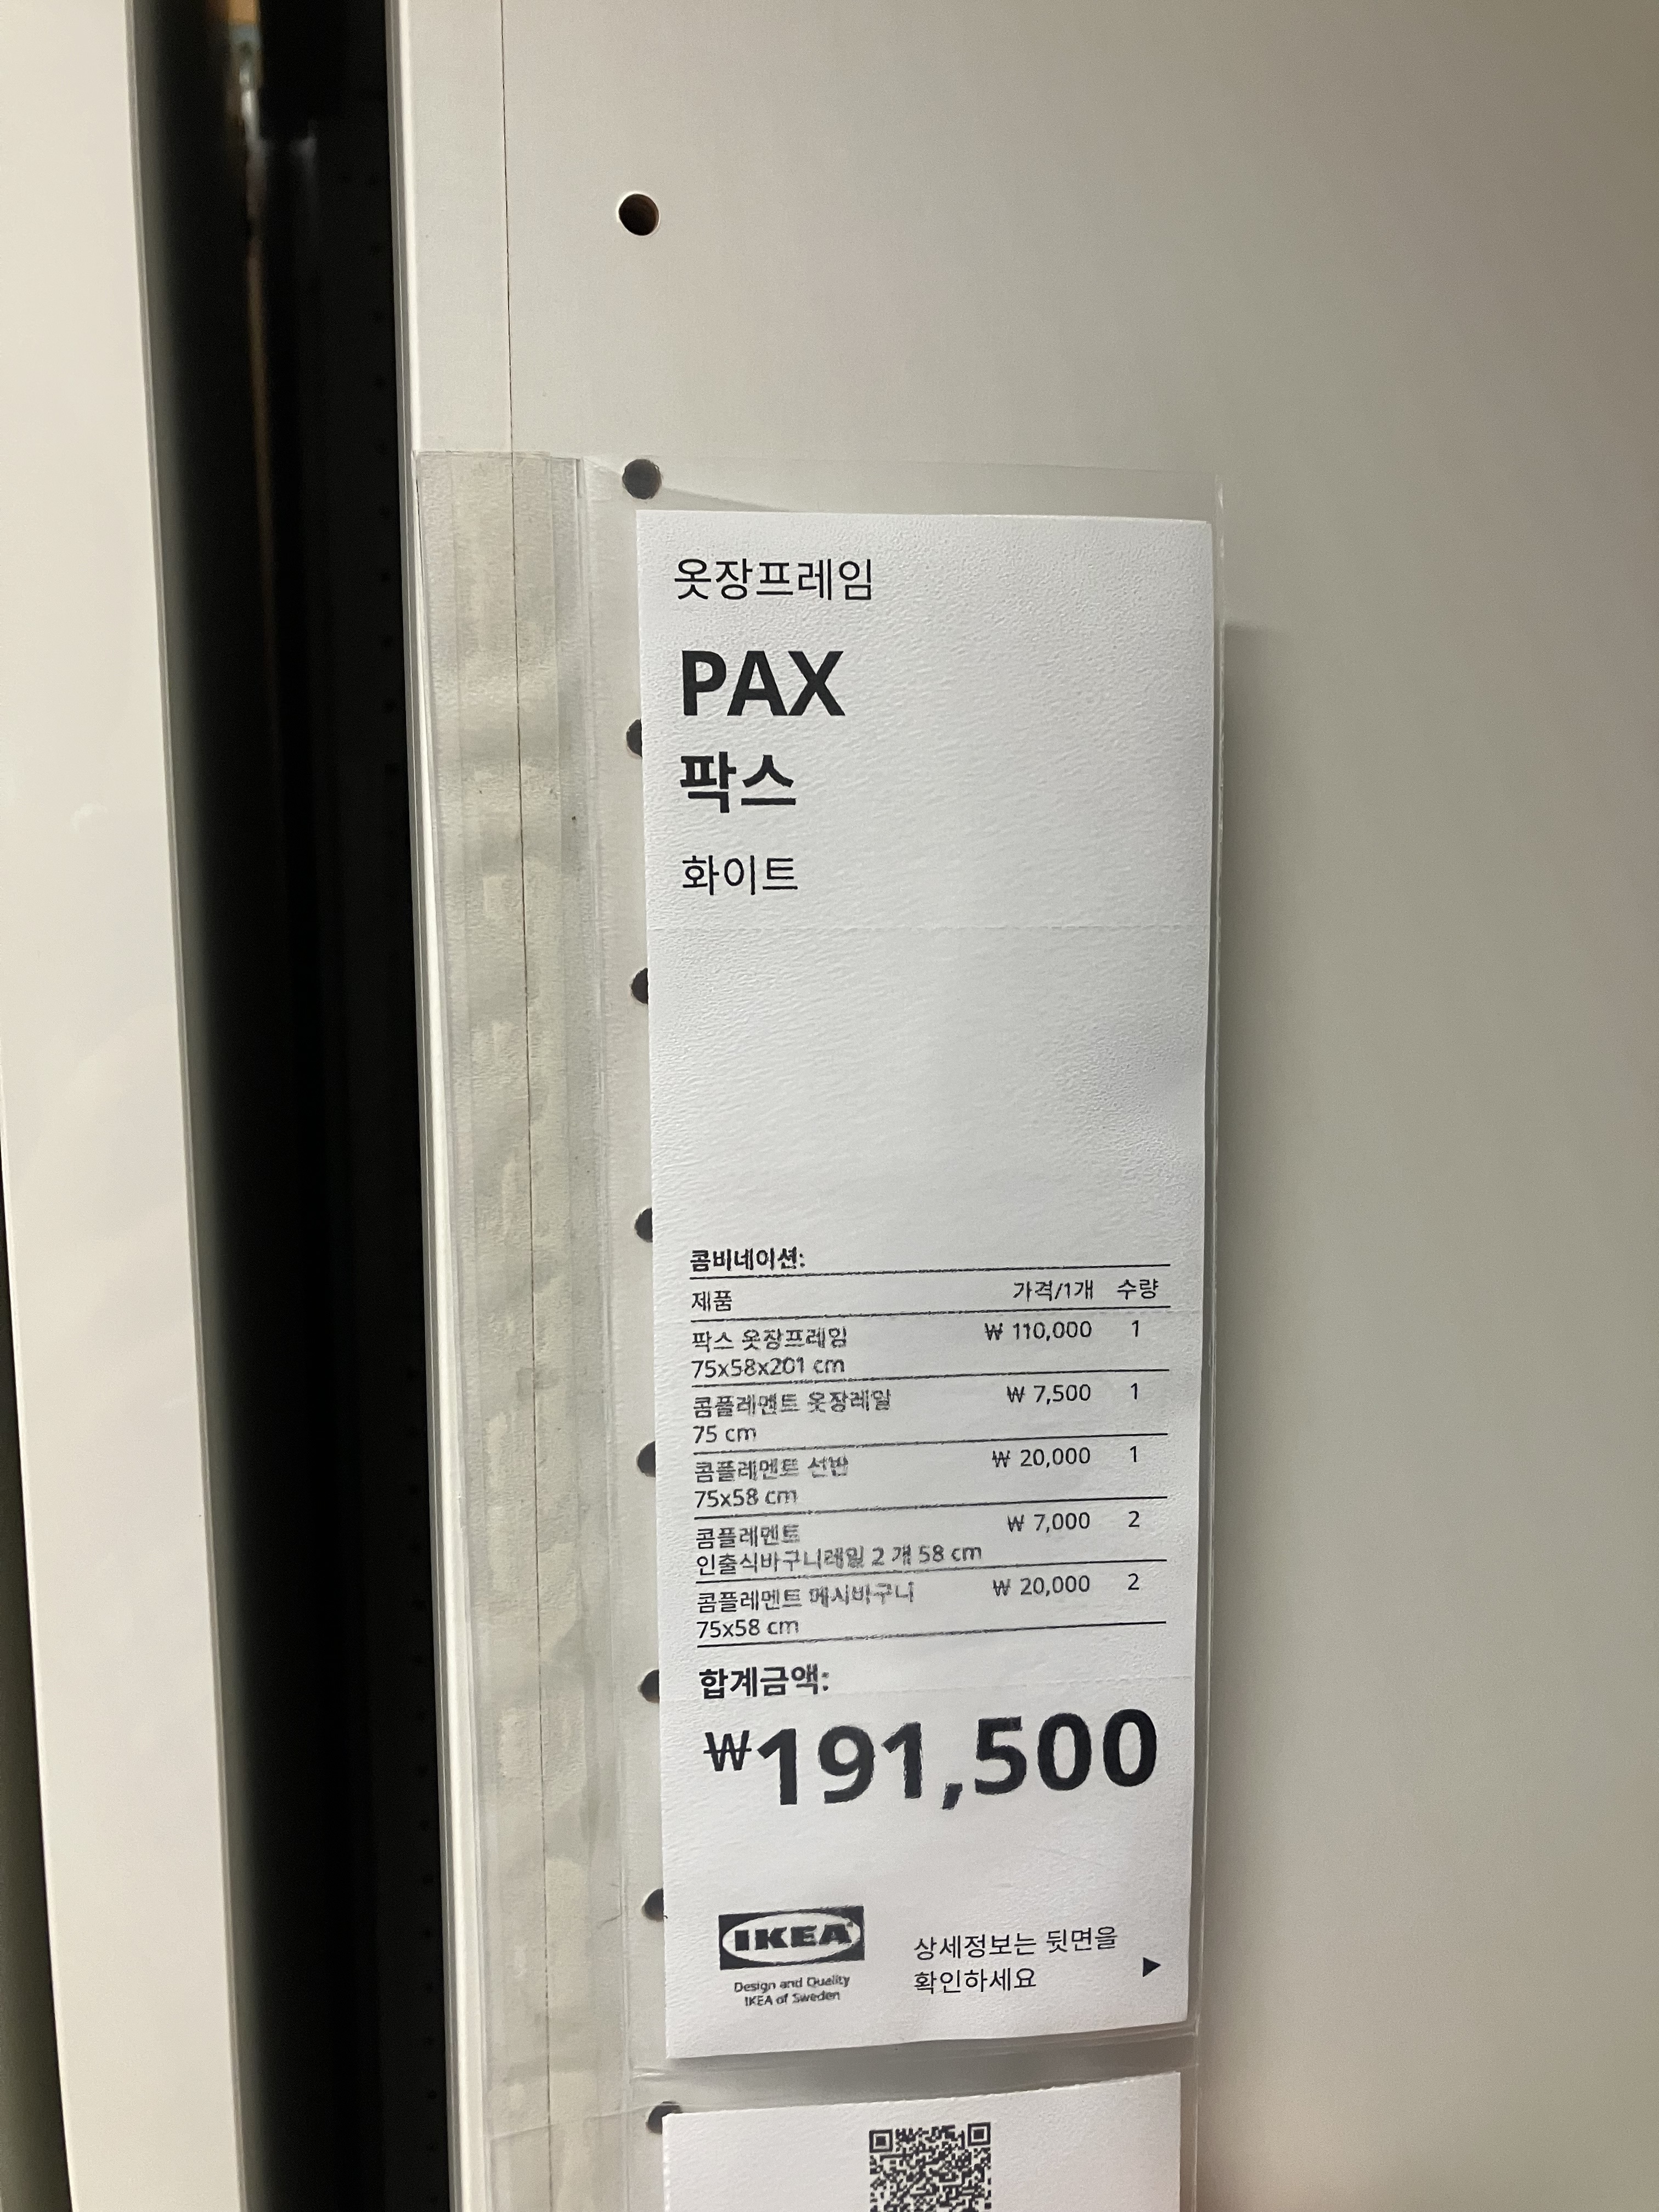 옷장프레임
PAX
팍스
화이트
콤비네이션:
제품 가격/1개 수량
팍스 옷장프레임 ₩ 110,000 1
75x58x201 cm
콤플레멘트 옷장레일 ₩ 7,500 1
75 cm
콤플레멘트 선반 ₩ 20,000 1
75x58 cm
콤플레멘트 ₩ 7,000 2
인출식바구니레일 2 개 58 cm
콤플레멘트 메시바구니 ₩ 20,000 2
75x58 cm
합계금액:
₩191,500
IKEA
Design and Quality
IKEA of Sweden
상세정보는 뒷면을
확인하세요